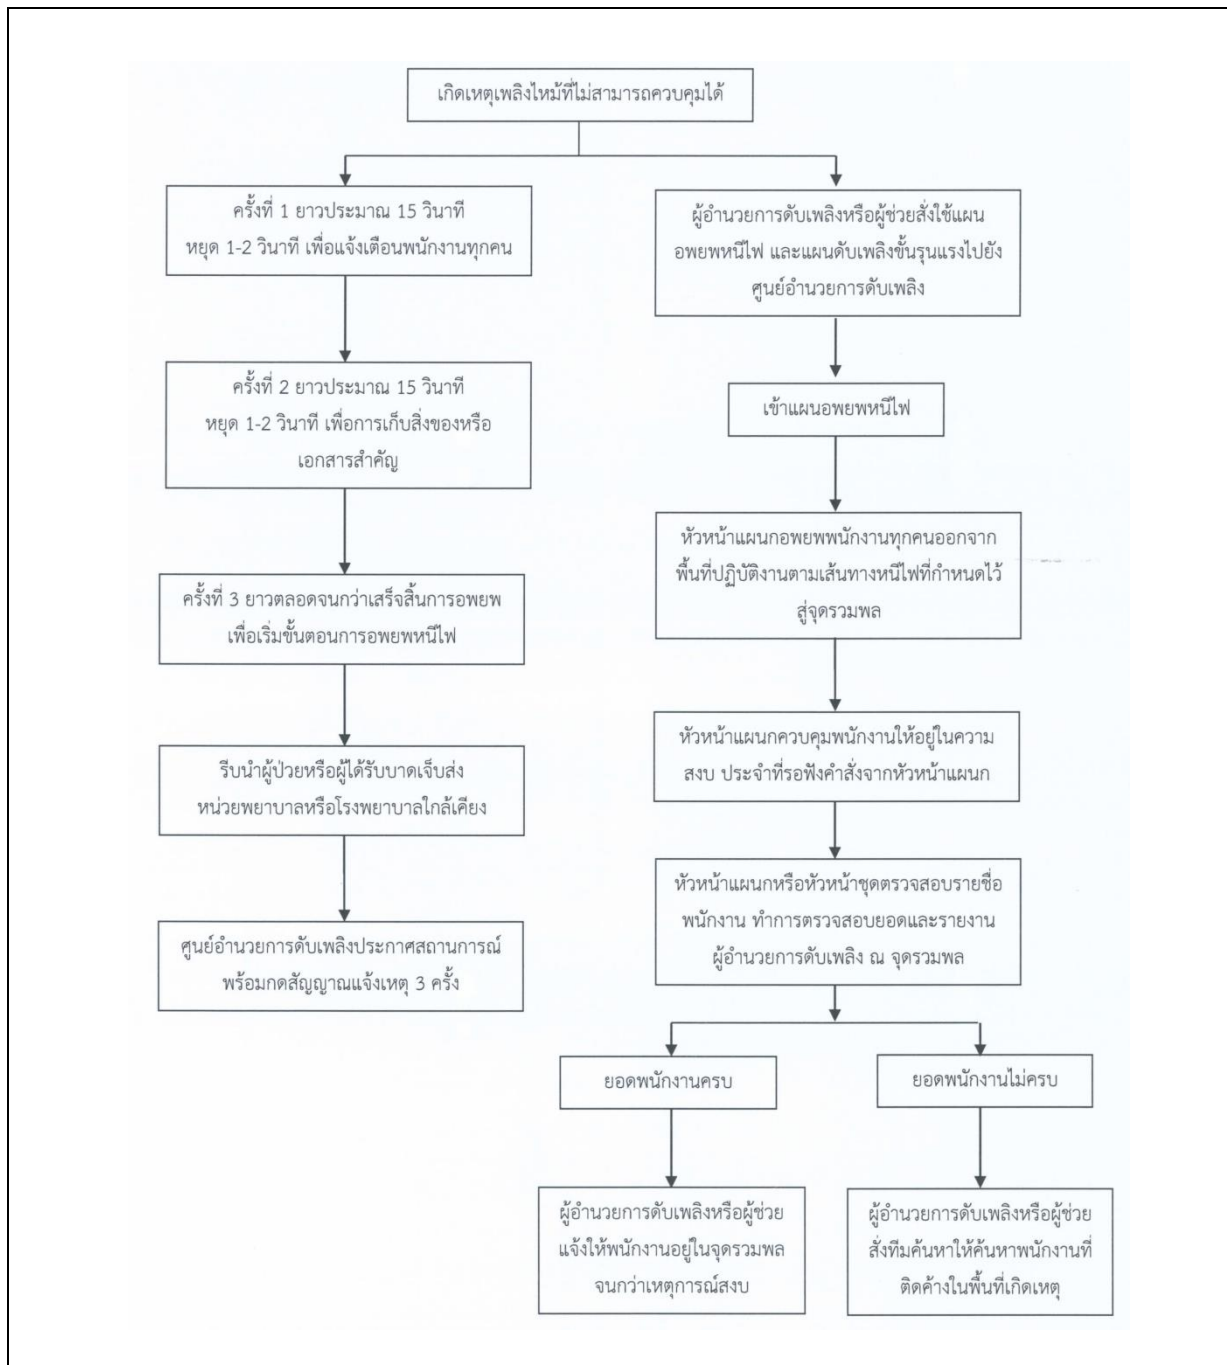 เกิดเหตุเพลิงไหม้ที่ไม่สามารถควบคุมได้
ครั้งที่ 1 ยาวประมาณ 15 วินาที
หยุด 1-2 วินาที เพื่อแจ้งเตือนพนักงานทุกคน
ครั้งที่ 2 ยาวประมาณ 15 วินาที
หยุด 1-2 วินาที เพื่อการเก็บสิ่งของหรือ
เอกสารสำคัญ
ครั้งที่ 3 ยาวตลอดจนกว่าเสร็จสิ้นการอพยพ
เพื่อเริ่มขั้นตอนการอพยพหนีไฟ
รีบนำผู้ป่วยหรือผู้ได้รับบาดเจ็บส่ง
หน่วยพยาบาลหรือโรงพยาบาลใกล้เคียง
ศูนย์อำนวยการดับเพลิงประกาศสถานการณ์
พร้อมกดสัญญาณแจ้งเหตุ 3 ครั้ง
ผู้อำนวยการดับเพลิงหรือผู้ช่วยสั่งใช้แผน
อพยพหนีไฟ และแผนดับเพลิงขั้นรุนแรงไปยัง
ศูนย์อำนวยการดับเพลิง
เข้าแผนอพยพหนีไฟ
หัวหน้าแผนกอพยพพนักงานทุกคนออกจาก
พื้นที่ปฏิบัติงานตามเส้นทางหนีไฟที่กำหนดไว้
สู่จุดรวมพล
หัวหน้าแผนกควบคุมพนักงานให้อยู่ในความ
สงบ ประจำที่รอฟังคำสั่งจากหัวหน้าแผนก
หัวหน้าแผนกหรือหัวหน้าชุดตรวจสอบรายชื่อ
พนักงาน ทำการตรวจสอบยอดและรายงาน
ผู้อำนวยการดับเพลิง ณ จุดรวมพล
ยอดพนักงานครบ
ผู้อำนวยการดับเพลิงหรือผู้ช่วย
แจ้งให้พนักงานอยู่ในจุดรวมพล
จนกว่าเหตุการณ์สงบ
ยอดพนักงานไม่ครบ
ผู้อำนวยการดับเพลิงหรือผู้ช่วย
สั่งทีมค้นหาให้ค้นหาพนักงานที่
ติดค้างในพื้นที่เกิดเหตุ